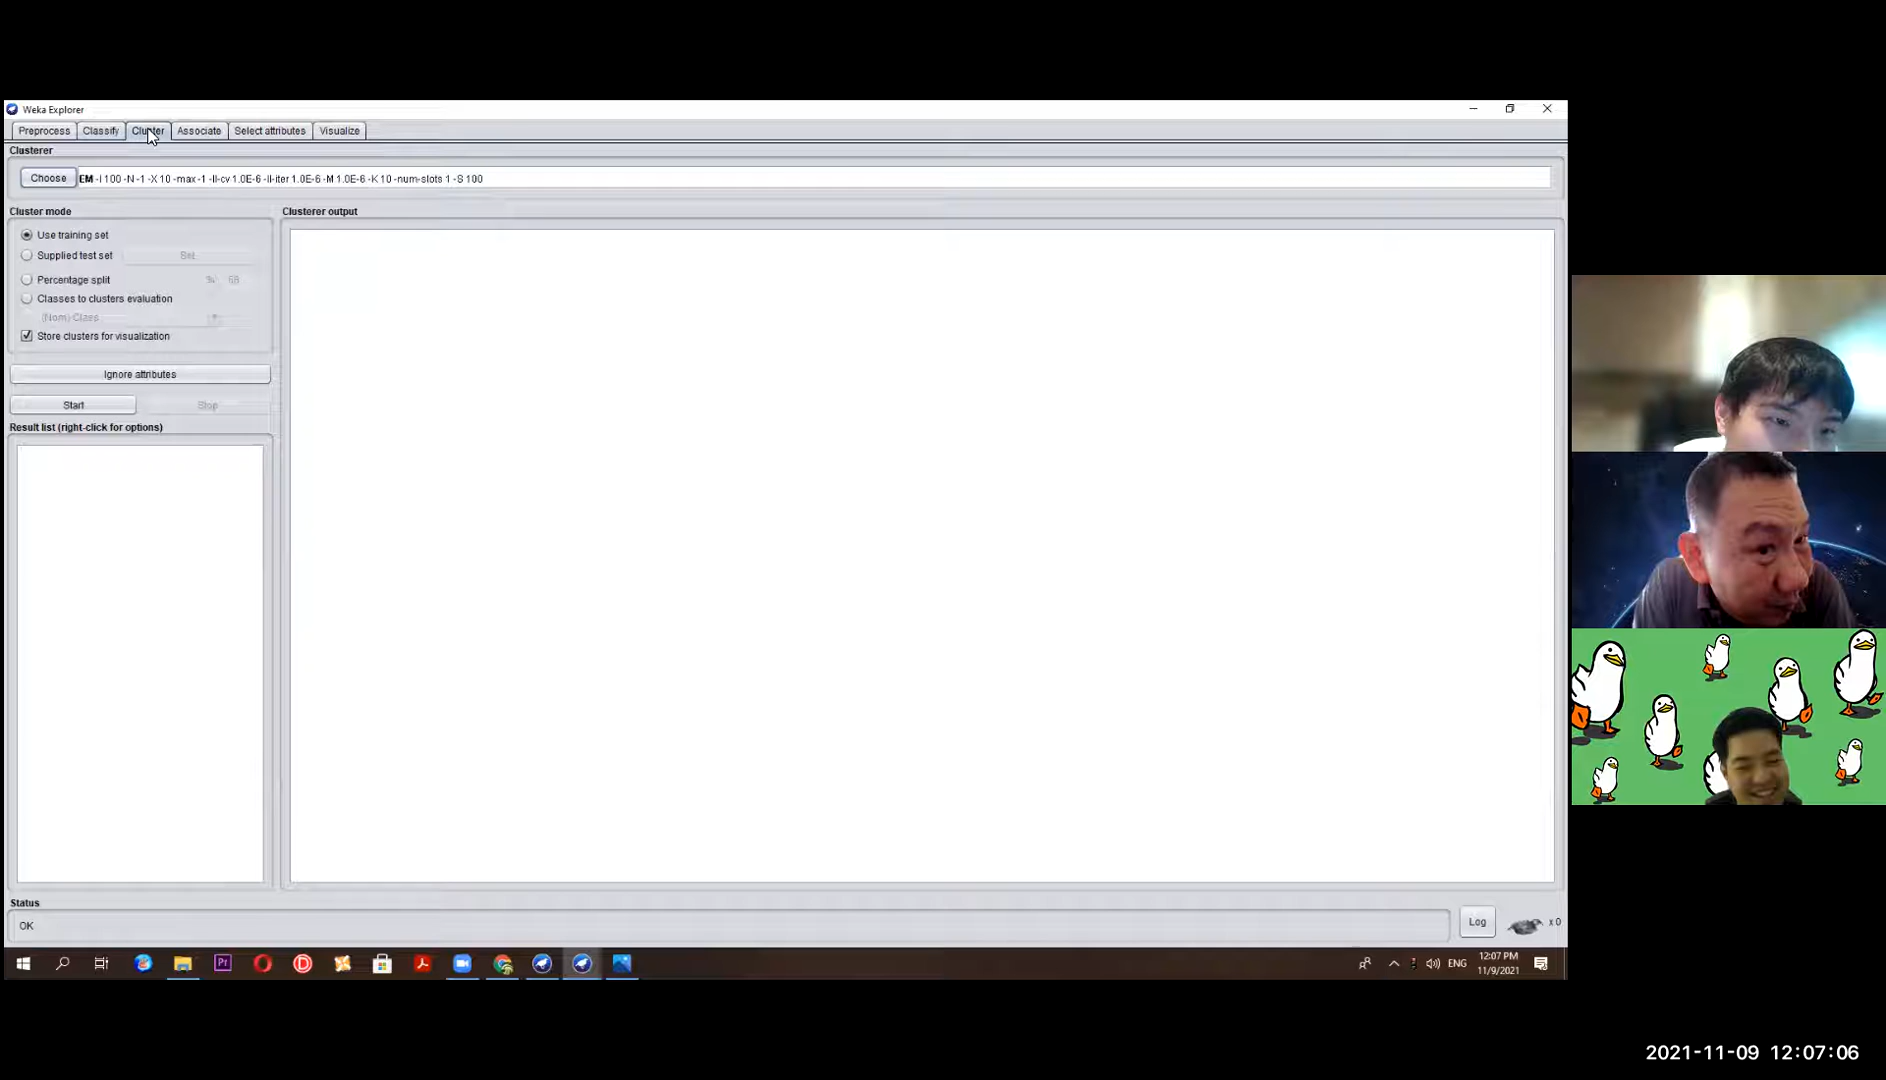 Weka Explorer
Preprocess Classify Cluster Associate Select attributes Visualize
Clusterer
Choose EM -I 100 -N -1 -X 10 -max -1 -ll-cv 1.0E-6 -ll-iter 1.0E-6 -M 1.0E-6 -K 10 -num-slots 1 -S 100
Cluster mode
Use training set
Supplied test set Set
Percentage split % 66
Classes to clusters evaluation
(Nom) Class
Store clusters for visualization
Ignore attributes
Start Stop
Result list (right-click for options)
Clusterer output
Status
OK
Log x 0
Pt
ENG
12:07 PM
11/9/2021
2021-11-09 12:07:06